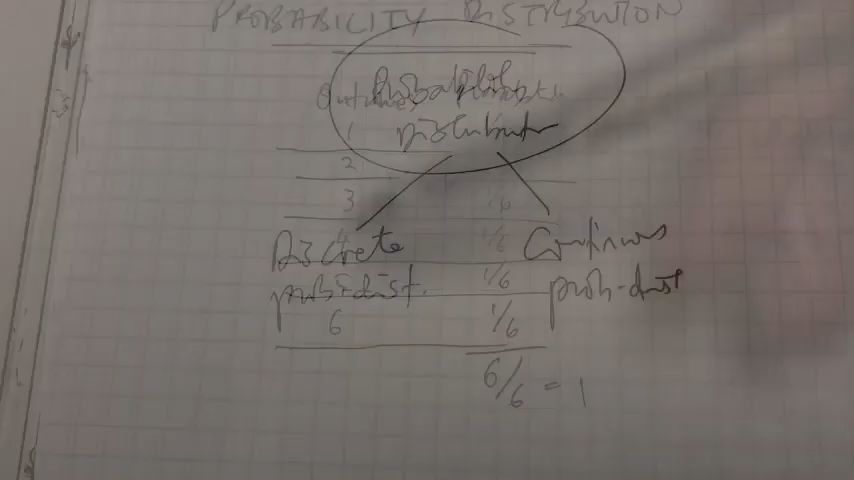 PROBABILITY DISTRIBUTION
Outcomes
Probability
Distribution
1
2
3
1/6
Discrete
1/6
Continuous
prob. dist.
1/6
prob-dist
6
1/6
6/6 = 1